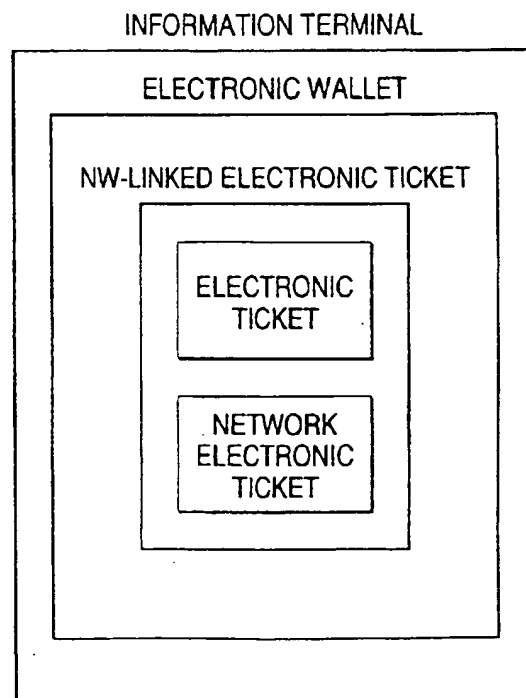 INFORMATION TERMINAL
ELECTRONIC WALLET
NW-LINKED ELECTRONIC TICKET
ELECTRONIC
TICKET
NETWORK
ELECTRONIC
TICKET